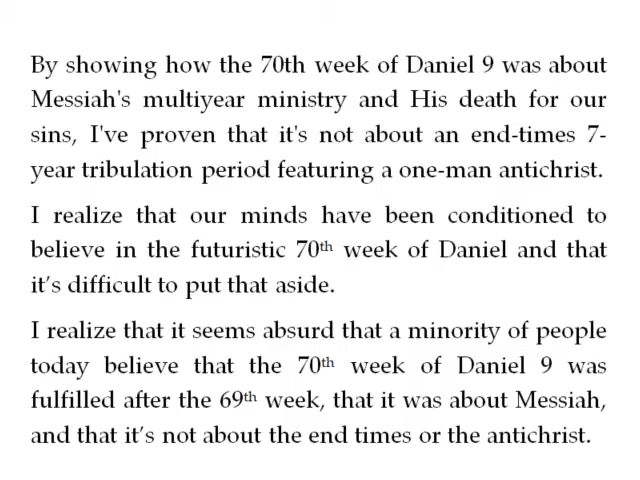 By showing how the 70th week of Daniel 9 was about
Messiah's multiyear ministry and His death for our
sins, I've proven that it's not about an end-times 7-
year tribulation period featuring a one-man antichrist.
I realize that our minds have been conditioned to
believe in the futuristic 70th week of Daniel and that
it’s difficult to put that aside.
I realize that it seems absurd that a minority of people
today believe that the 70th week of Daniel 9 was
fulfilled after the 69th week, that it was about Messiah,
and that it’s not about the end times or the antichrist.